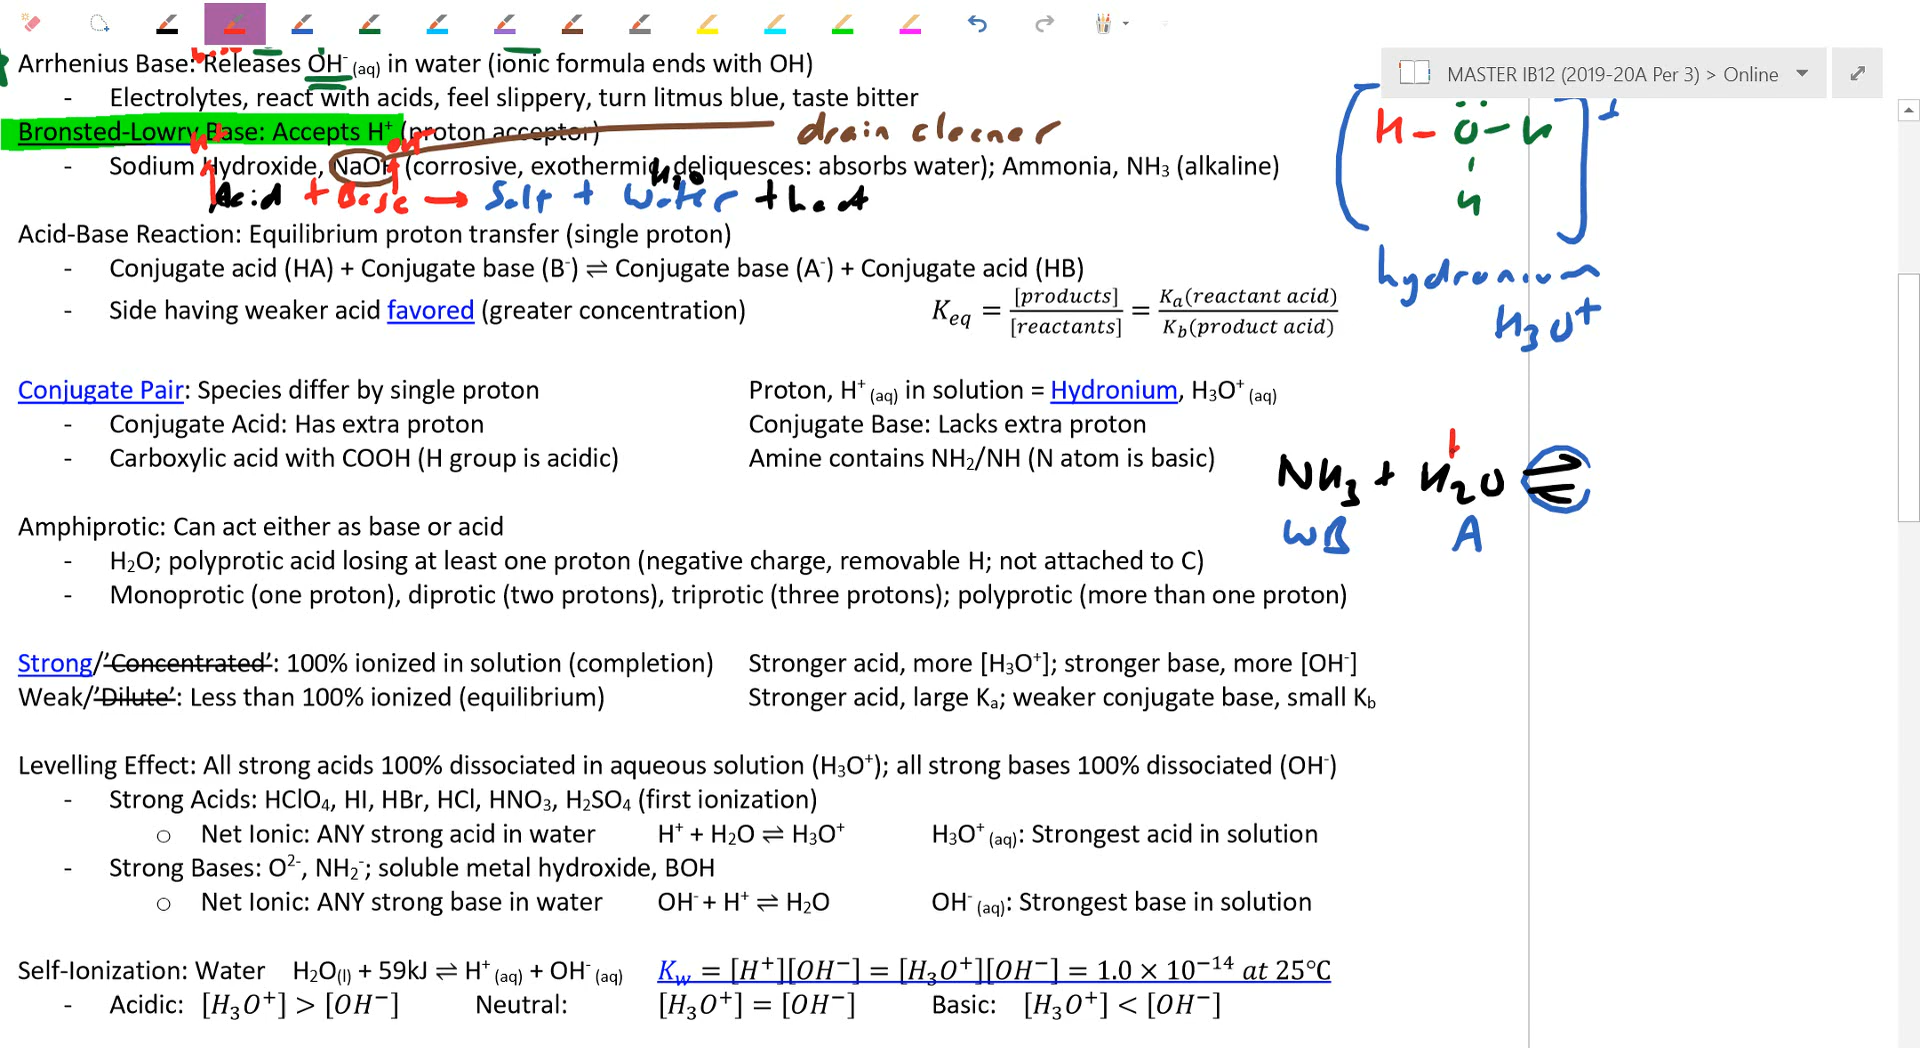 Arrhenius Base: Releases OH⁻ (aq) in water (ionic formula ends with OH)
MASTER IB12 (2019-20A Per 3) > Online
- Electrolytes, react with acids, feel slippery, turn litmus blue, taste bitter
Bronsted-Lowry Base: Accepts H⁺ (proton acceptor)
drain cleener
H - O - H
H
- Sodium Hydroxide, NaOH (corrosive, exothermic, deliquesces: absorbs water); Ammonia, NH₃ (alkaline)
H⁺ OH⁻ H₂O
Acid + Base → Salt + Water + heat
Acid-Base Reaction: Equilibrium proton transfer (single proton)
- Conjugate acid (HA) + Conjugate base (B⁻) ⇌ Conjugate base (A⁻) + Conjugate acid (HB)
hydronium
H₃O⁺
- Side having weaker acid favored (greater concentration) K_eq = [products]/[reactants] = K_a(reactant acid)/K_b(product acid)
Conjugate Pair: Species differ by single proton Proton, H⁺ (aq) in solution = Hydronium, H₃O⁺ (aq)
- Conjugate Acid: Has extra proton Conjugate Base: Lacks extra proton
- Carboxylic acid with COOH (H group is acidic) Amine contains NH₂/NH (N atom is basic)
NH₃ + H₂O ⇌
WB A
Amphiprotic: Can act either as base or acid
- H₂O; polyprotic acid losing at least one proton (negative charge, removable H; not attached to C)
- Monoprotic (one proton), diprotic (two protons), triprotic (three protons); polyprotic (more than one proton)
Strong/'Concentrated': 100% ionized in solution (completion) Stronger acid, more [H₃O⁺]; stronger base, more [OH⁻]
Weak/'Dilute': Less than 100% ionized (equilibrium) Stronger acid, large Kₐ; weaker conjugate base, small K_b
Levelling Effect: All strong acids 100% dissociated in aqueous solution (H₃O⁺); all strong bases 100% dissociated (OH⁻)
- Strong Acids: HClO₄, HI, HBr, HCl, HNO₃, H₂SO₄ (first ionization)
o Net Ionic: ANY strong acid in water H⁺ + H₂O ⇌ H₃O⁺ H₃O⁺ (aq): Strongest acid in solution
- Strong Bases: O²⁻, NH₂⁻; soluble metal hydroxide, BOH
o Net Ionic: ANY strong base in water OH⁻ + H⁺ ⇌ H₂O OH⁻ (aq): Strongest base in solution
Self-Ionization: Water H₂O(l) + 59kJ ⇌ H⁺ (aq) + OH⁻ (aq) K_w = [H⁺][OH⁻] = [H₃O⁺][OH⁻] = 1.0 × 10⁻¹⁴ at 25°C
- Acidic: [H₃O⁺] > [OH⁻] Neutral: [H₃O⁺] = [OH⁻] Basic: [H₃O⁺] < [OH⁻]